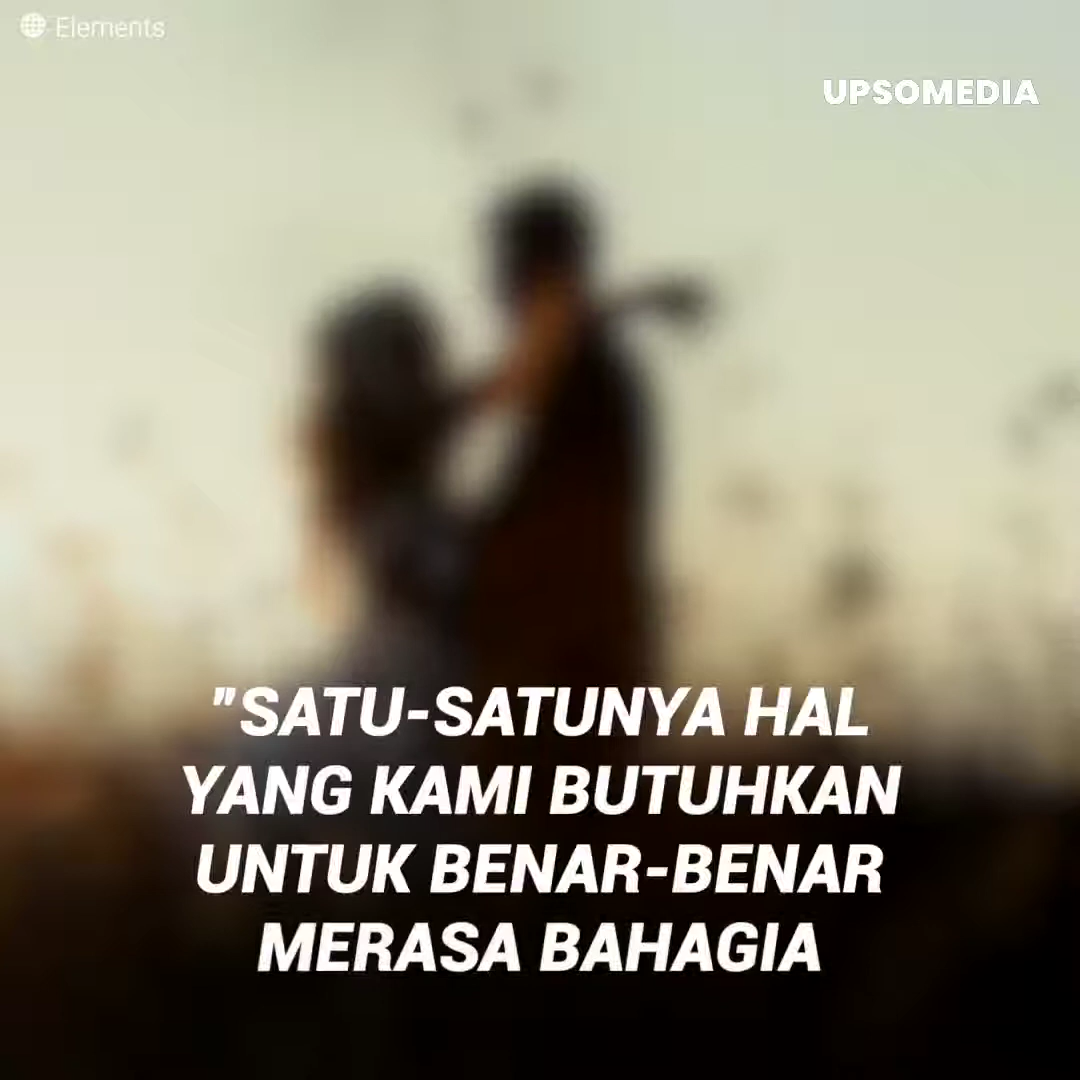 Elements
UPSOMEDIA
"SATU-SATUNYA HAL
YANG KAMI BUTUHKAN
UNTUK BENAR-BENAR
MERASA BAHAGIA